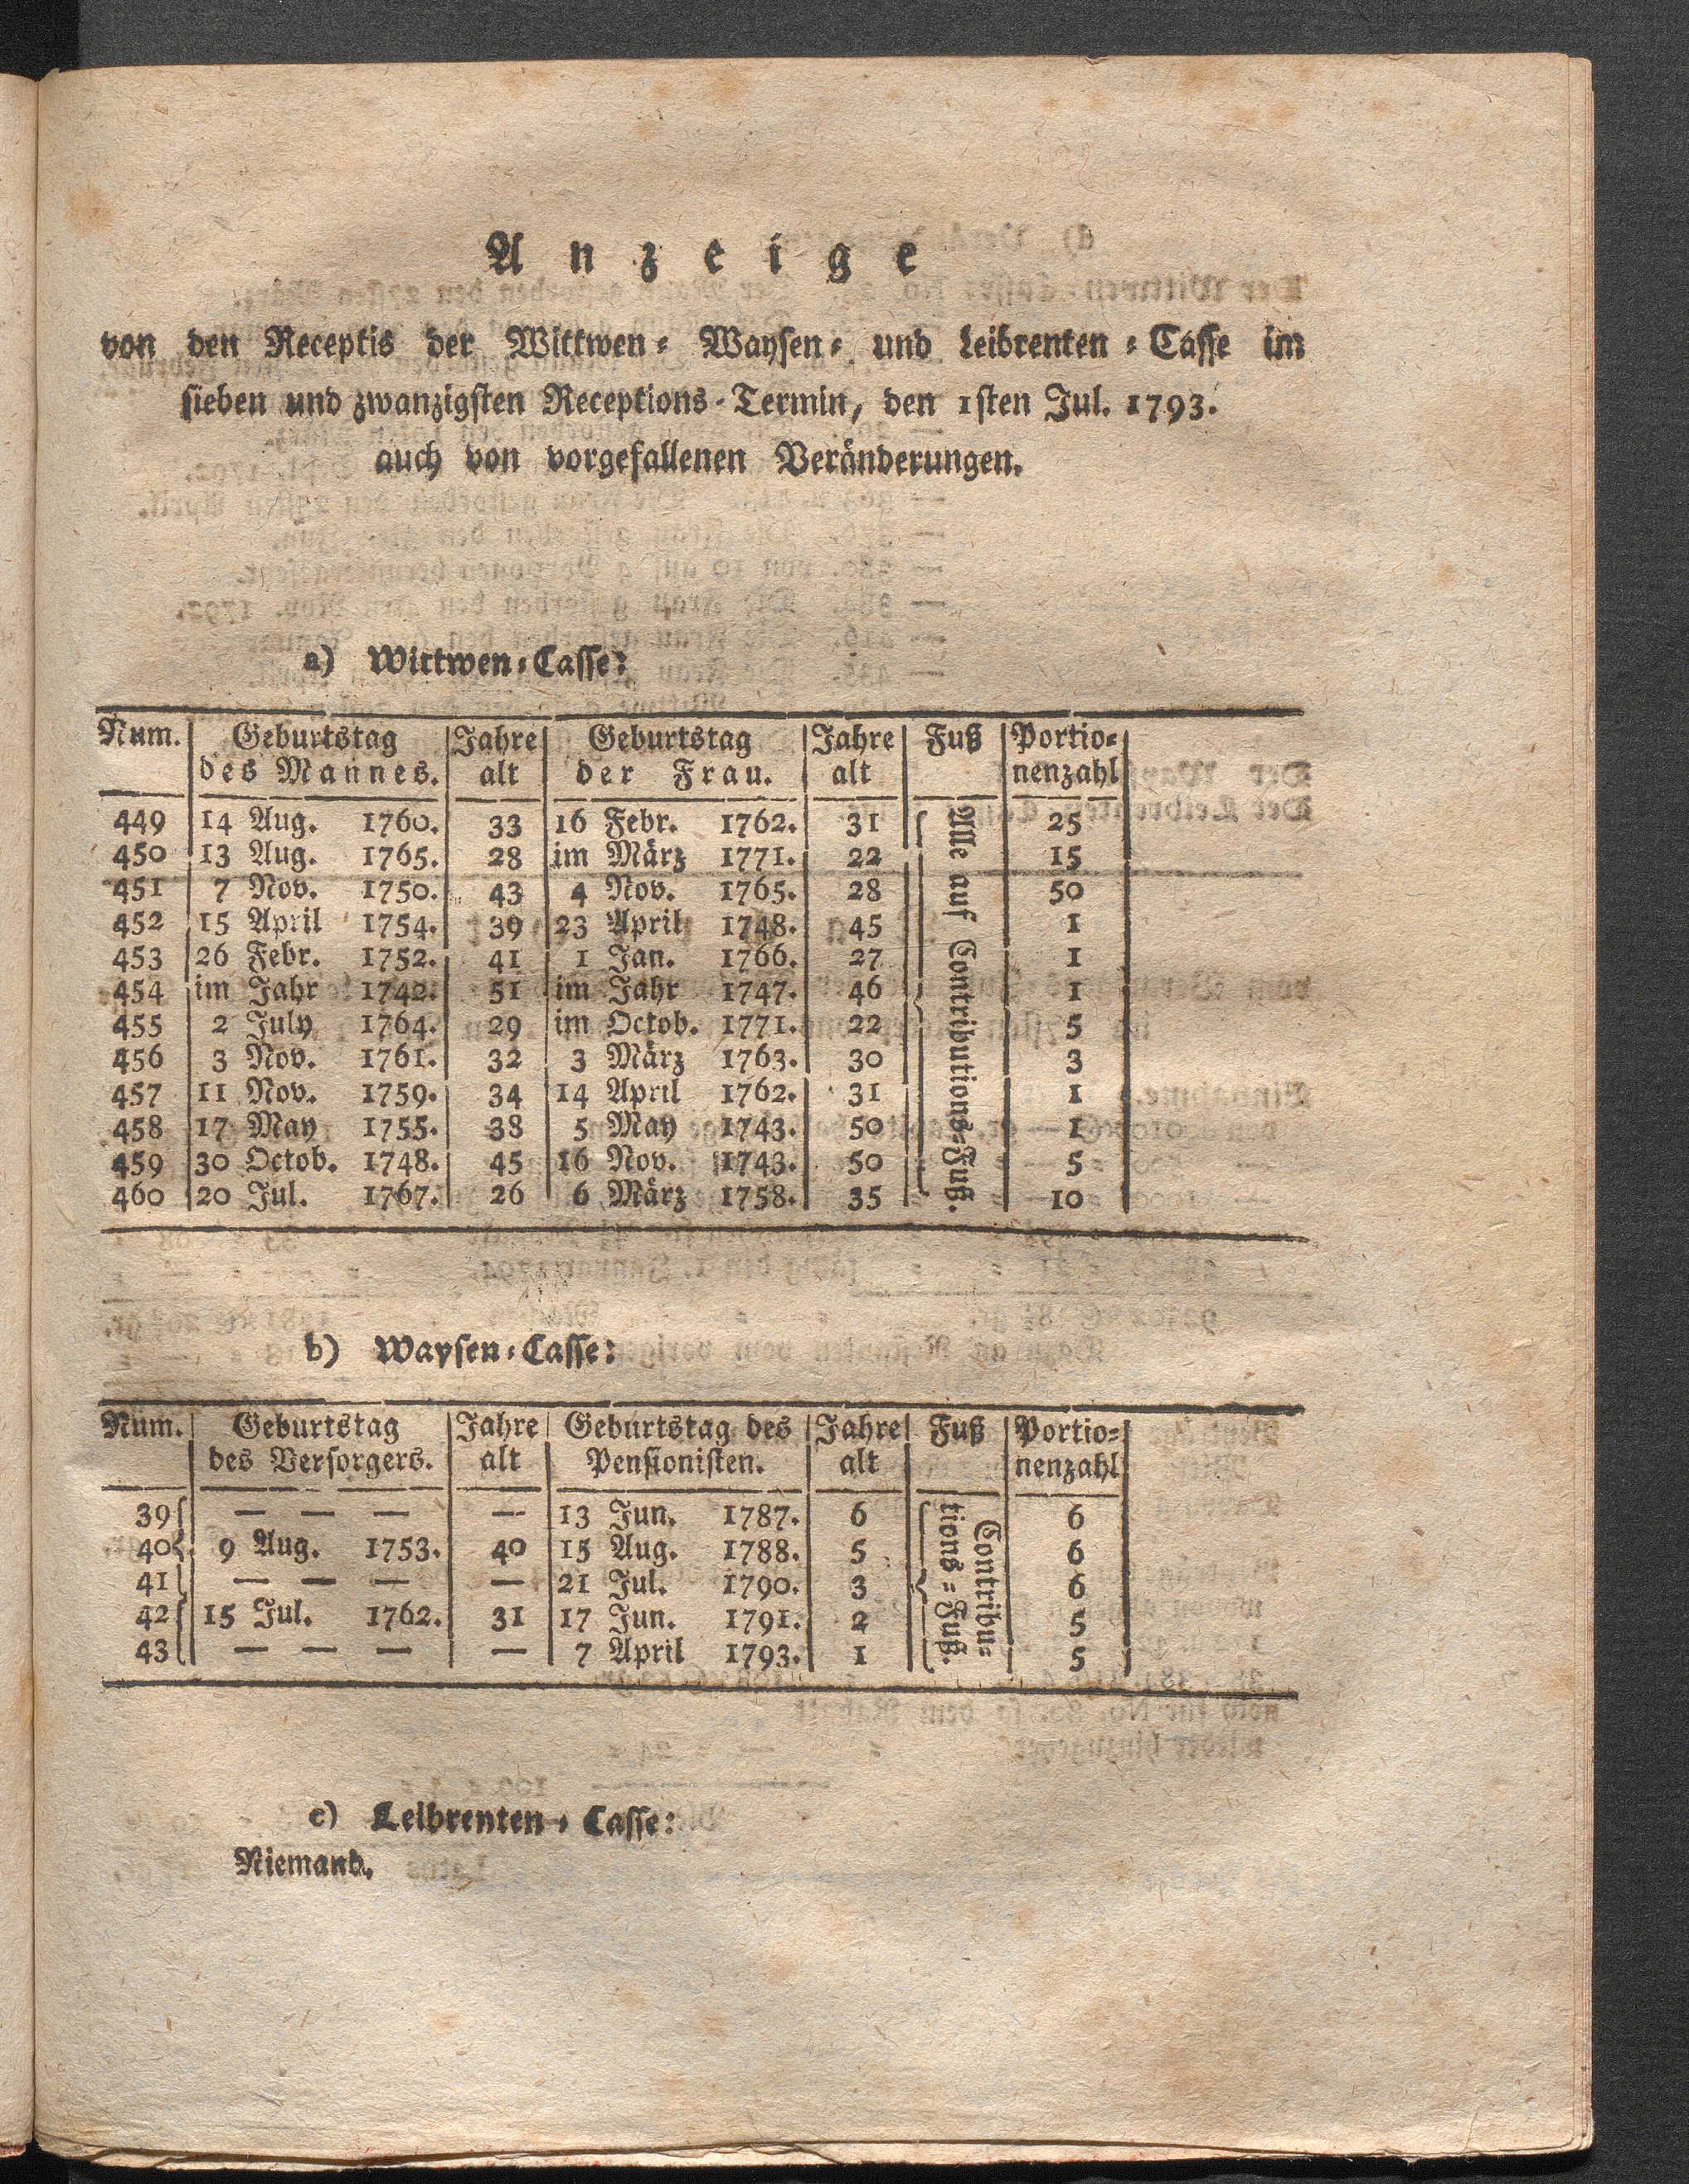 Anzeige
von den Receptis der Wittwen- Waysen- und Leibrenten-Casse im
sieben und zwanzigsten Receptions-Termin, den 1sten Jul. 1793.
auch von vorgefallenen Veränderungen.
a) Wittwen-Casse:
Num. Geburtstag Jahre Geburtstag Jahre Fuß Portio-
des Mannes. alt der Frau. alt nenzahl
449 14 Aug. 1760. 33 16 Febr. 1762. 31 25
450 13 Aug. 1765. 28 im März 1771. 22 15
451 7 Nov. 1750. 43 4 Nov. 1765. 28 50
452 15 April 1754. 39 23 April 1748. 45 1
453 26 Febr. 1752. 41 1 Jan. 1766. 27 1
454 im Jahr 1742. 51 im Jahr 1747. 46 1
455 2 July 1764. 29 im Octob. 1771. 22 5
456 3 Nov. 1761. 32 3 März 1763. 30 3
457 11 Nov. 1759. 34 14 April 1762. 31 1
458 17 May 1755. 38 5 May 1743. 50 1
459 30 Octob. 1748. 45 16 Nov. 1743. 50 5
460 20 Jul. 1767. 26 6 März 1758. 35 10
Alle auf Contributions-Fuß.
b) Waysen-Casse:
Num. Geburtstag Jahre Geburtstag des Jahre Fuß Portio-
des Versorgers. alt Pensionisten. alt nenzahl
39 — — — — 13 Jun. 1787. 6 6
40 9 Aug. 1753. 40 15 Aug. 1788. 5 6
41 — — — — 21 Jul. 1790. 3 6
42 15 Jul. 1762. 31 17 Jun. 1791. 2 5
43 — — — — 7 April 1793. 1 5
Contribu-
tions-Fuß.
c) Leibrenten-Casse:
Niemand.